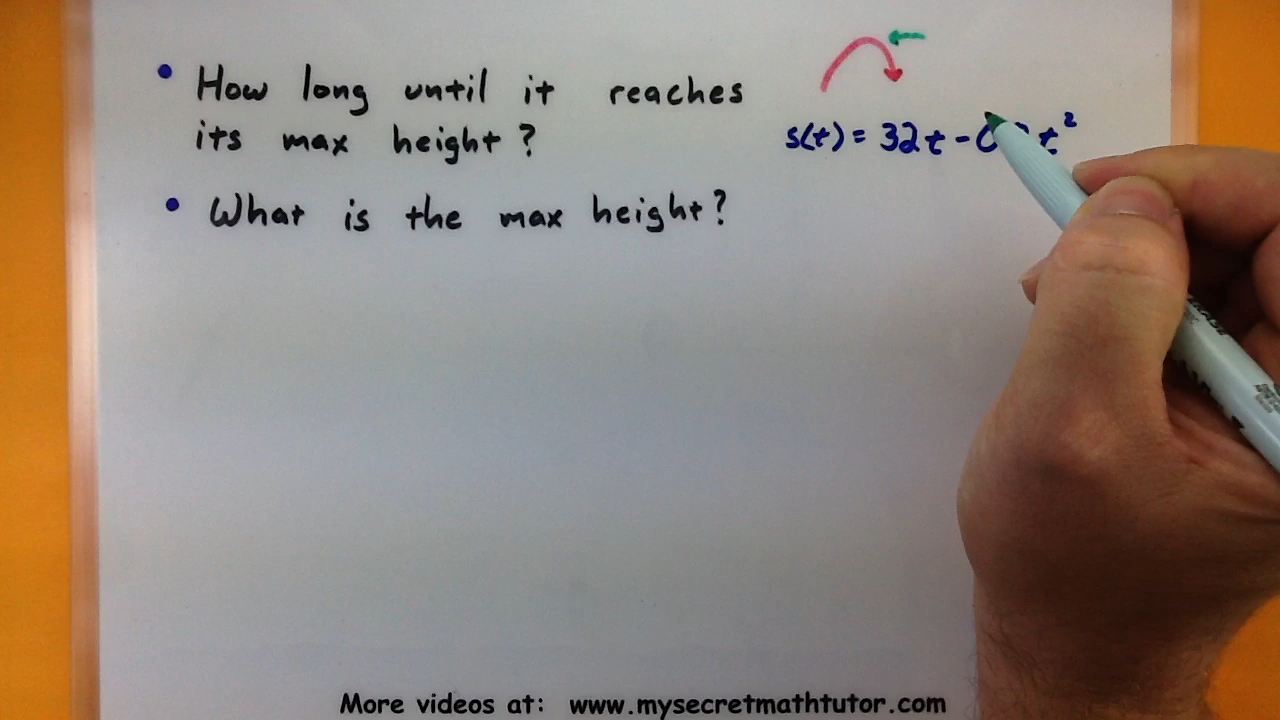 • How long until it reaches
its max height?
s(t) = 32t - t²
• What is the max height?
More videos at: www.mysecretmathtutor.com